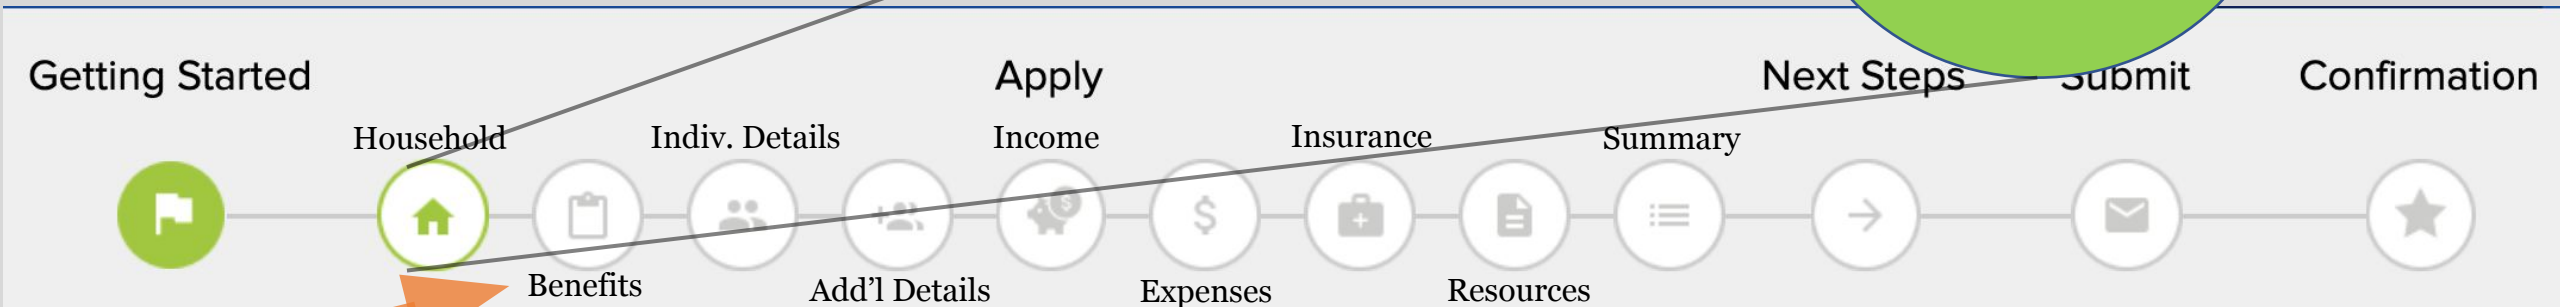 Getting Started
Apply
Next Steps
Submit
Confirmation
Household
Indiv. Details
Income
Insurance
Summary
Benefits
Add'l Details
Expenses
Resources